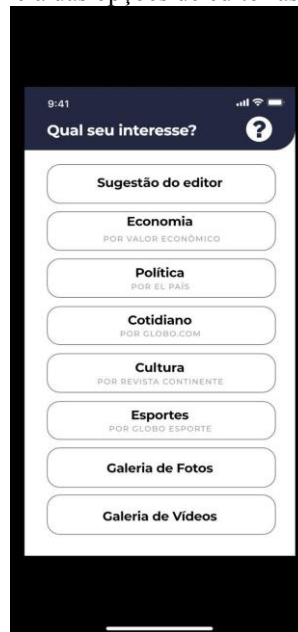 9:41
Qual seu interesse?
?
Sugestão do editor
Economia
POR VALOR ECONÔMICO
Política
POR EL PAÍS
Cotidiano
POR GLOBO.COM
Cultura
POR REVISTA CONTINENTE
Esportes
POR GLOBO ESPORTE
Galeria de Fotos
Galeria de Vídeos